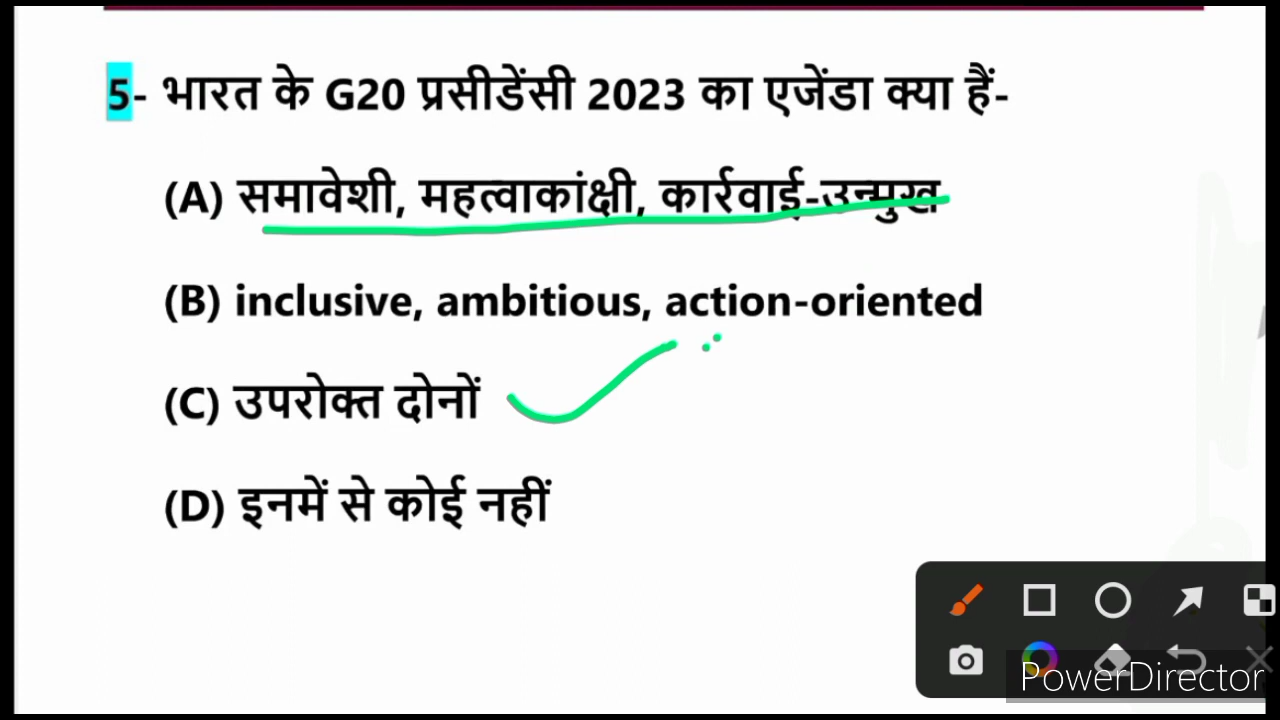 5- भारत के G20 प्रसीडेंसी 2023 का एजेंडा क्या हैं-
(A) समावेशी, महत्वाकांक्षी, कार्रवाई-उन्मुख
(B) inclusive, ambitious, action-oriented
(C) उपरोक्त दोनों
(D) इनमें से कोई नहीं
PowerDirector